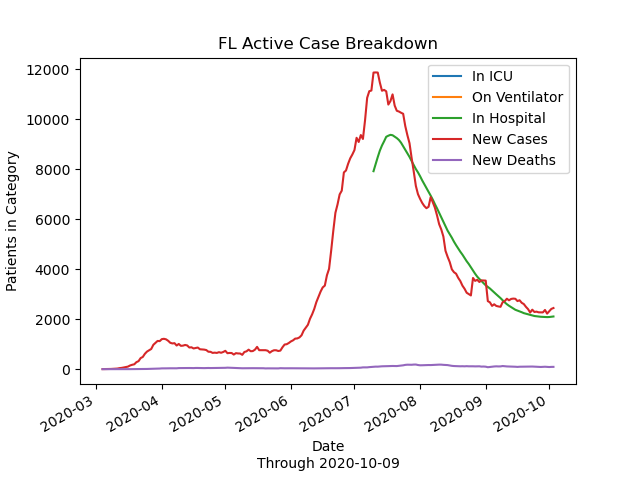 FL Active Case Breakdown
12000
10000
8000
6000
4000
2000
0
Patients in Category
In ICU
On Ventilator
In Hospital
New Cases
New Deaths
2020-03
2020-04
2020-05
2020-06
2020-07
2020-08
2020-09
2020-10
Date
Through 2020-10-09